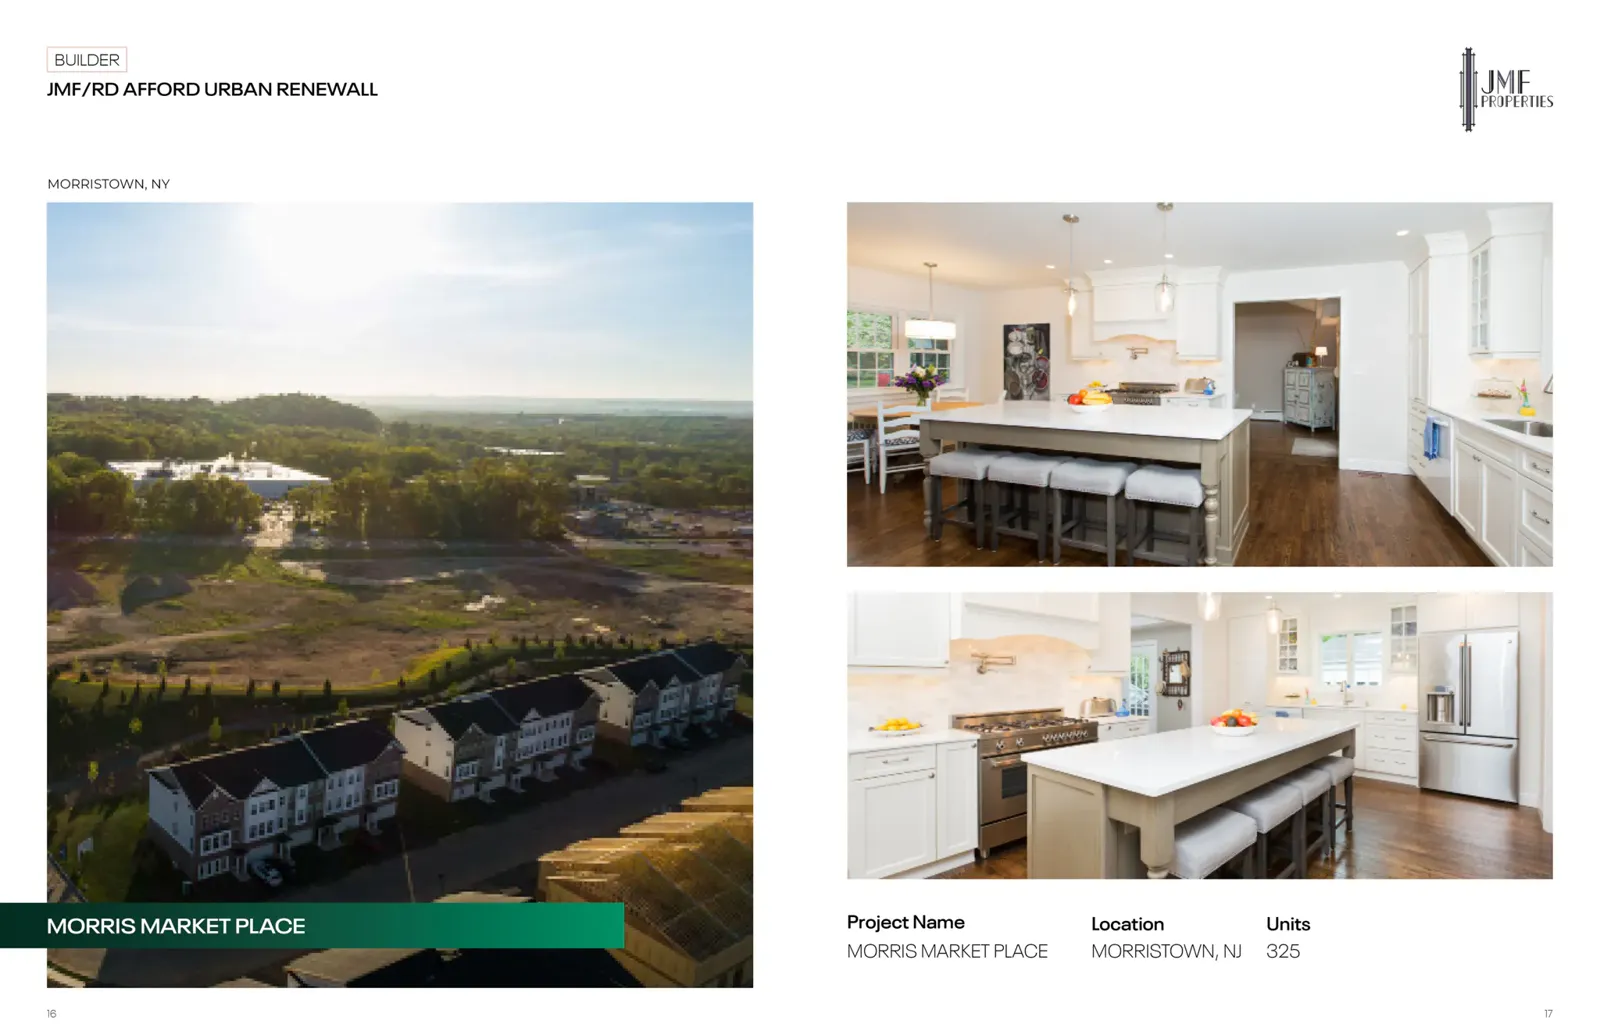 BUILDER
JMF/RD AFFORD URBAN RENEWALL
JMF
PROPERTIES
MORRISTOWN, NY
MORRIS MARKET PLACE
Project Name
MORRIS MARKET PLACE
Location
MORRISTOWN, NJ
Units
325
16
17